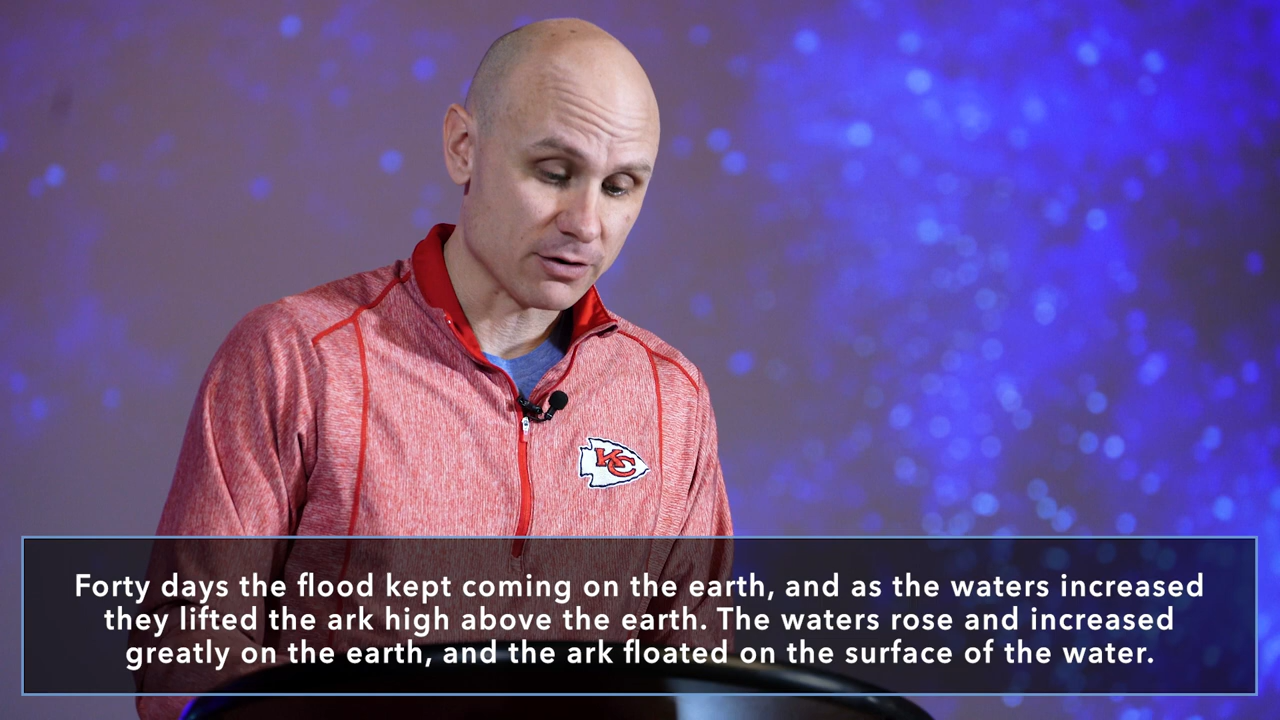 KC
Forty days the flood kept coming on the earth, and as the waters increased
they lifted the ark high above the earth. The waters rose and increased
greatly on the earth, and the ark floated on the surface of the water.